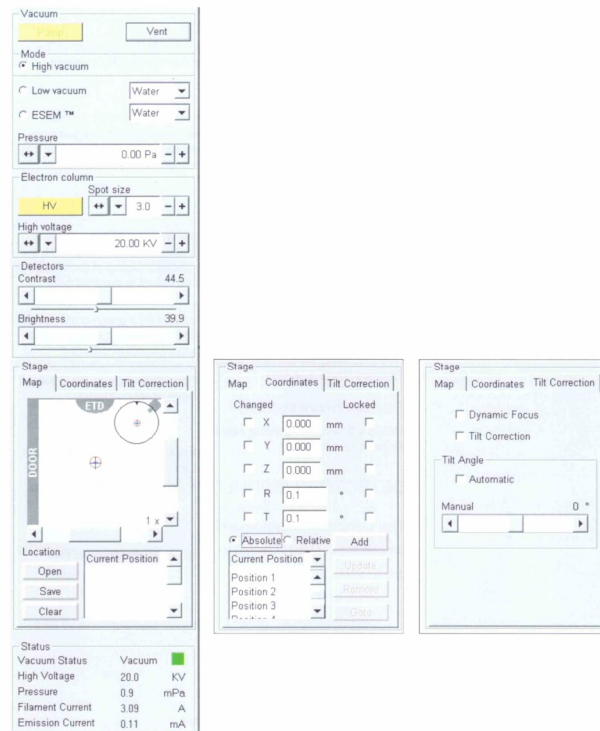 Vacuum
Pump Vent
Mode
High vacuum
Low vacuum Water
ESEM ™ Water
Pressure
0.00 Pa
Electron column
Spot size
HV 3.0
High voltage
20.00 KV
Detectors
Contrast 44.5
Brightness 39.9
Stage
Map Coordinates Tilt Correction
ETD
DOOR
1 x
Location
Open Current Position
Save
Clear
Status
Vacuum Status Vacuum
High Voltage 20.0 KV
Pressure 0.9 mPa
Filament Current 3.09 A
Emission Current 0.11 mA
Stage
Map Coordinates Tilt Correction
Changed Locked
X 0.000 mm
Y 0.000 mm
Z 0.000 mm
R 0.1 °
T 0.1 °
Absolute Relative Add
Current Position Update
Position 1
Position 2 Remove
Position 3 Goto
Position 4
Stage
Map Coordinates Tilt Correction
Dynamic Focus
Tilt Correction
Tilt Angle
Automatic
Manual 0 °